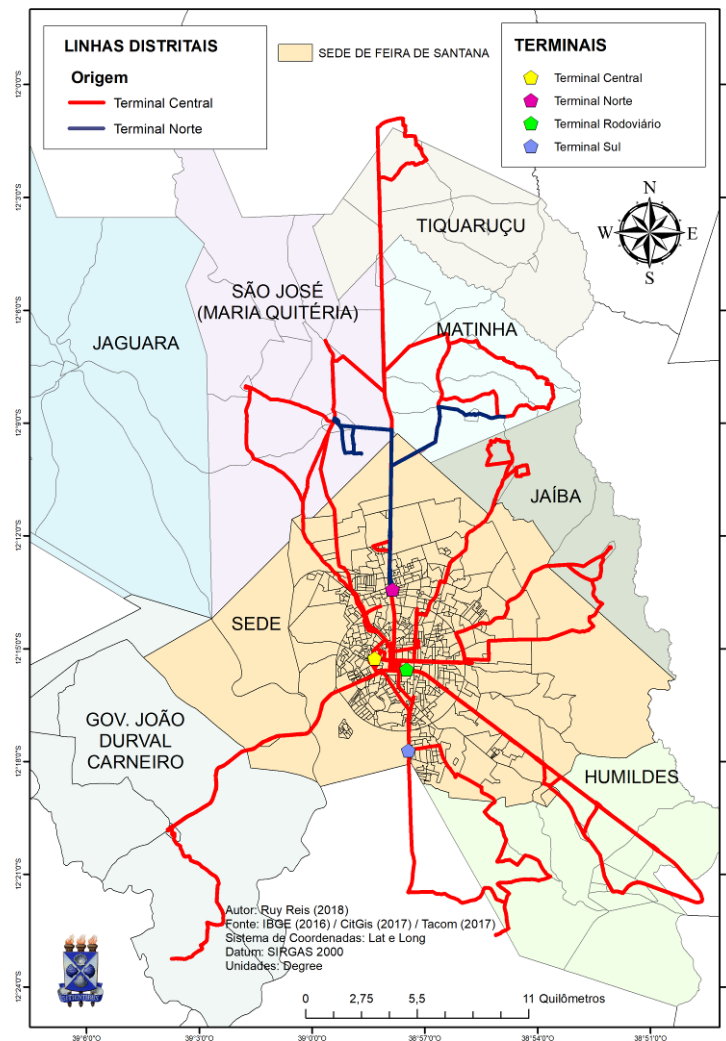 LINHAS DISTRITAIS
Origem
Terminal Central
Terminal Norte
SEDE DE FEIRA DE SANTANA
TERMINAIS
Terminal Central
Terminal Norte
Terminal Rodoviário
Terminal Sul
N
W E
S
TIQUARUÇU
SÃO JOSÉ
(MARIA QUITÉRIA)
MATINHA
JAGUARA
JAÍBA
SEDE
GOV. JOÃO
DURVAL
CARNEIRO
HUMILDES
Autor: Ruy Reis (2018)
Fonte: IBGE (2016) / CitGis (2017) / Tacom (2017)
Sistema de Coordenadas: Lat e Long
Datum: SIRGAS 2000
Unidades: Degree
0 2,75 5,5 11 Quilômetros
12°0'0"S
12°3'0"S
12°6'0"S
12°9'0"S
12°12'0"S
12°15'0"S
12°18'0"S
12°21'0"S
12°24'0"S
39°6'0"O 39°3'0"O 39°0'0"O 38°57'0"O 38°54'0"O 38°51'0"O